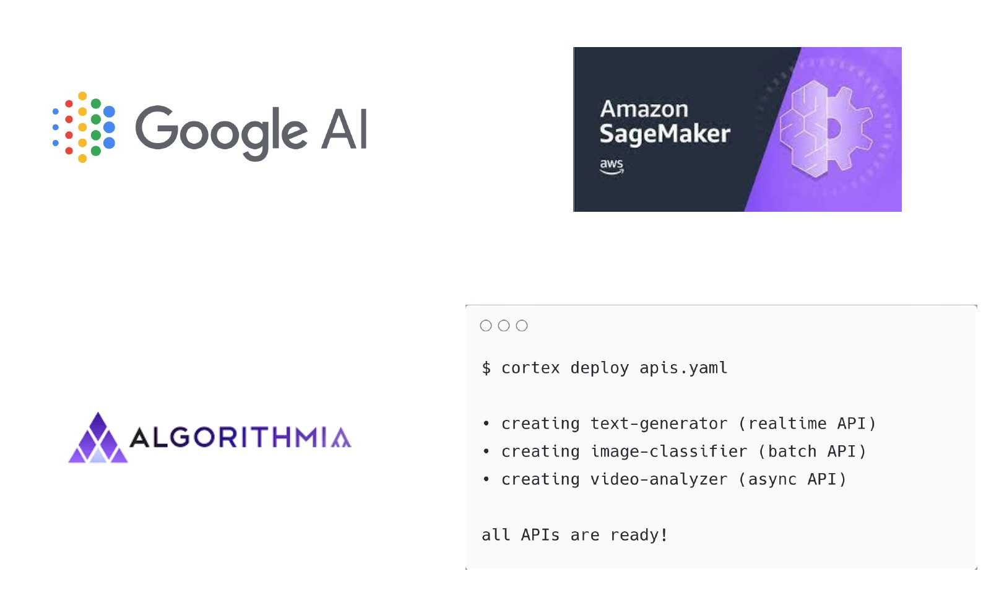 Google AI
Amazon
SageMaker
aws
ALGORITHMIA
$ cortex deploy apis.yaml
• creating text-generator (realtime API)
• creating image-classifier (batch API)
• creating video-analyzer (async API)
all APIs are ready!